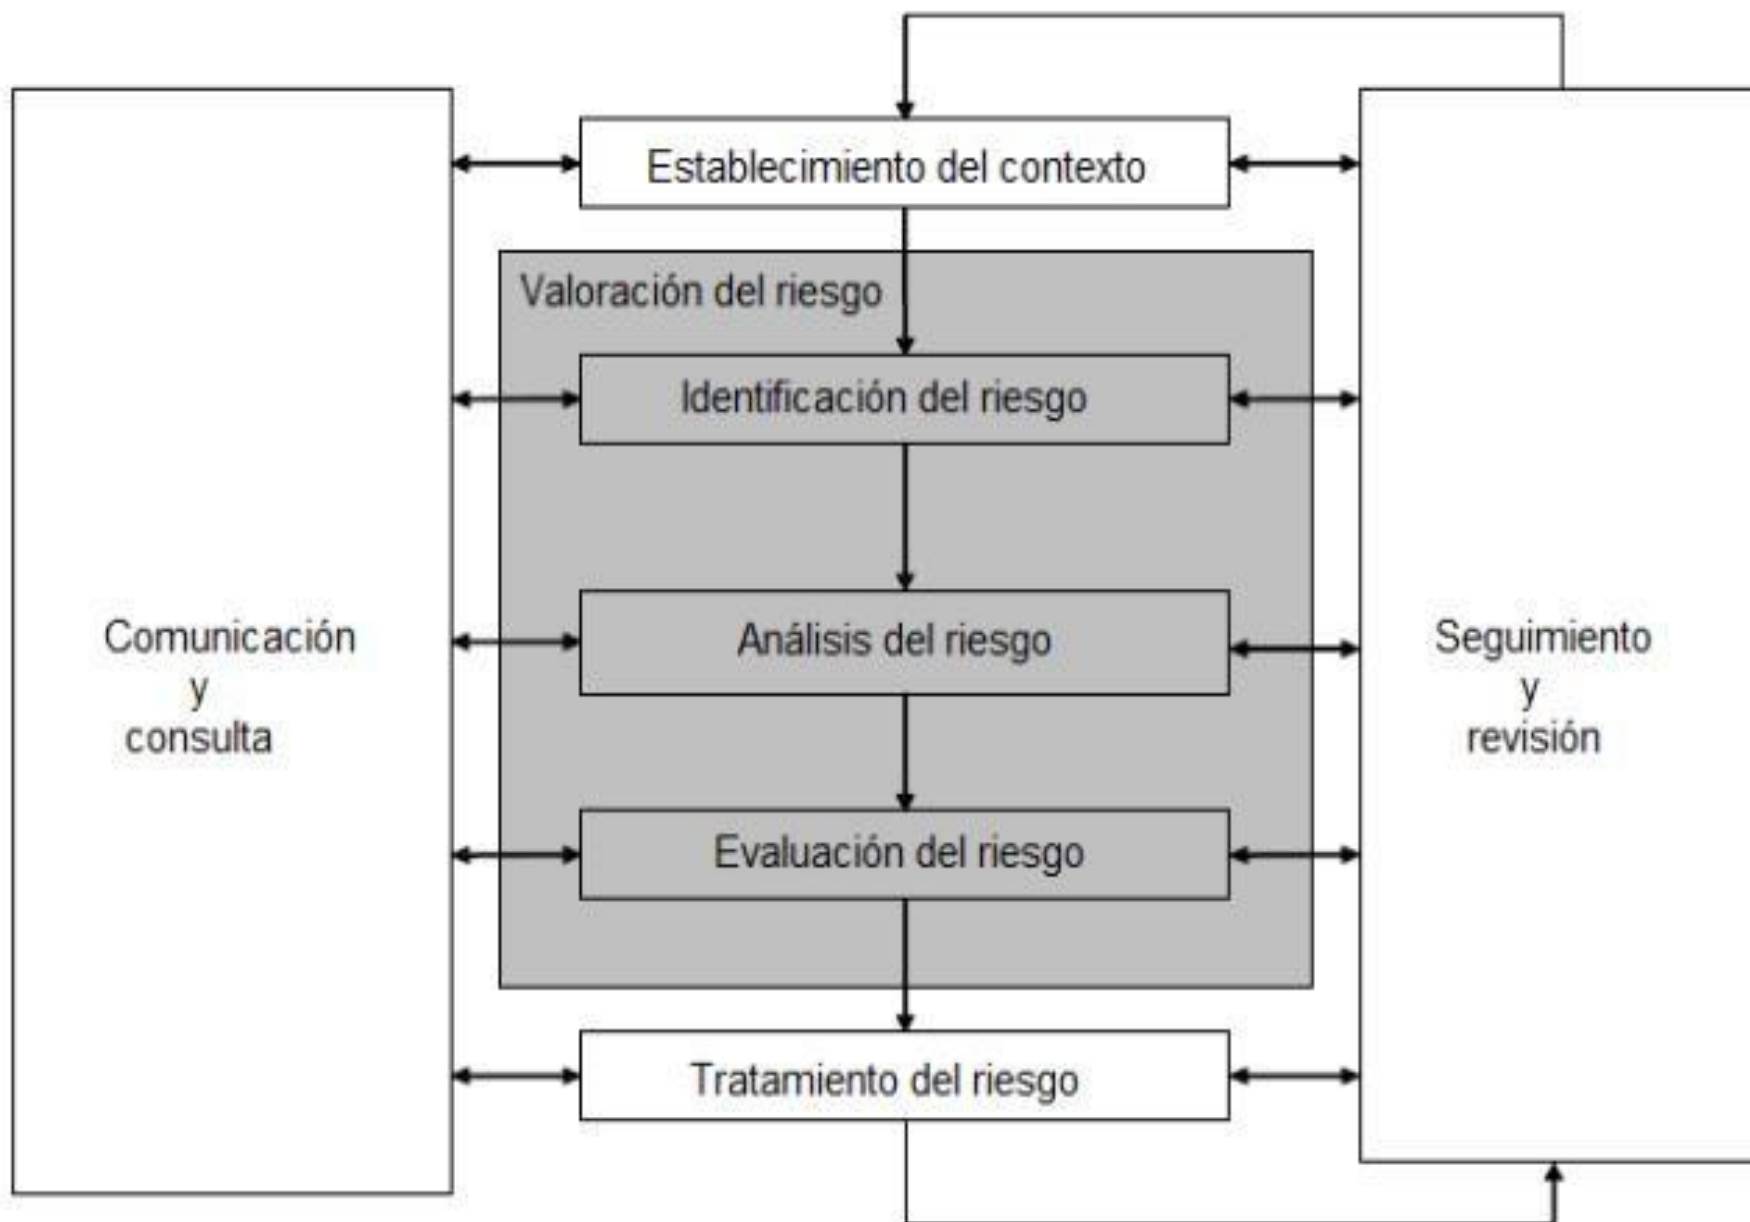 Establecimiento del contexto
Valoración del riesgo
Identificación del riesgo
Análisis del riesgo
Evaluación del riesgo
Tratamiento del riesgo
Comunicación
y
consulta
Seguimiento
y
revisión